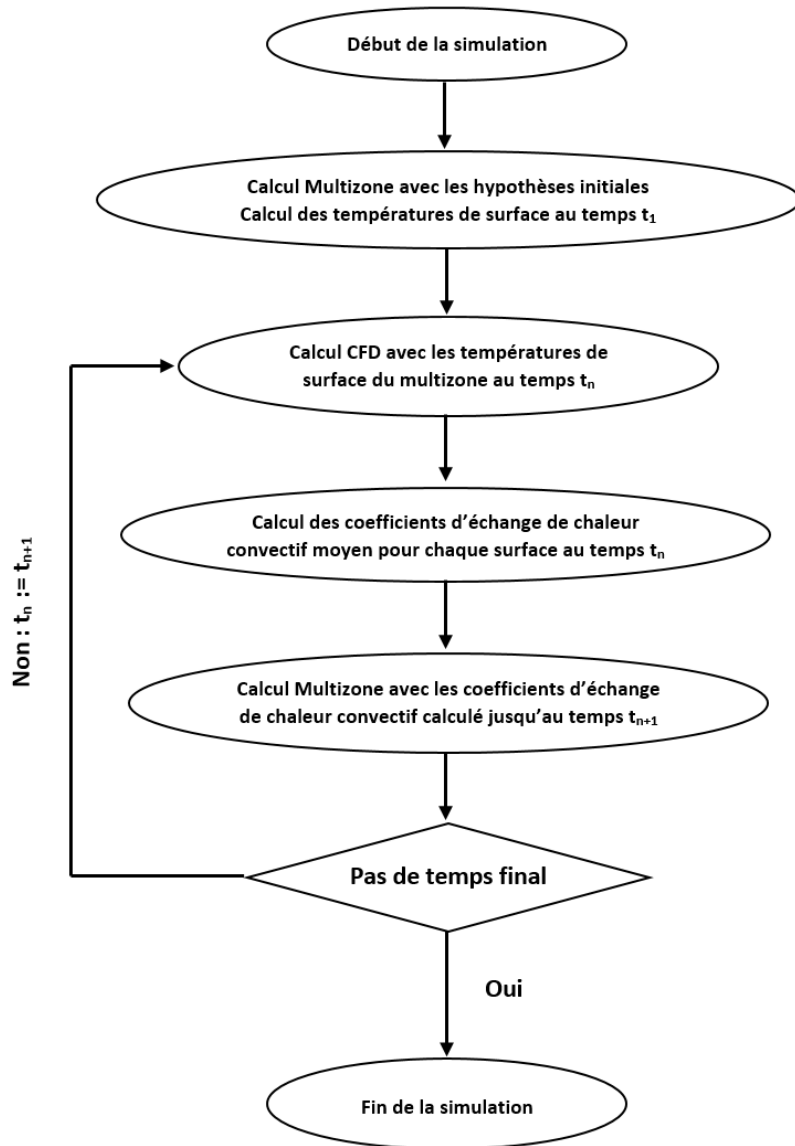 Début de la simulation
Calcul Multizone avec les hypothèses initiales
Calcul des températures de surface au temps t₁
Calcul CFD avec les températures de
surface du multizone au temps tₙ
Calcul des coefficients d’échange de chaleur
convectif moyen pour chaque surface au temps tₙ
Non : tₙ := tₙ₊₁
Calcul Multizone avec les coefficients d’échange
de chaleur convectif calculé jusqu’au temps tₙ₊₁
Pas de temps final
Oui
Fin de la simulation